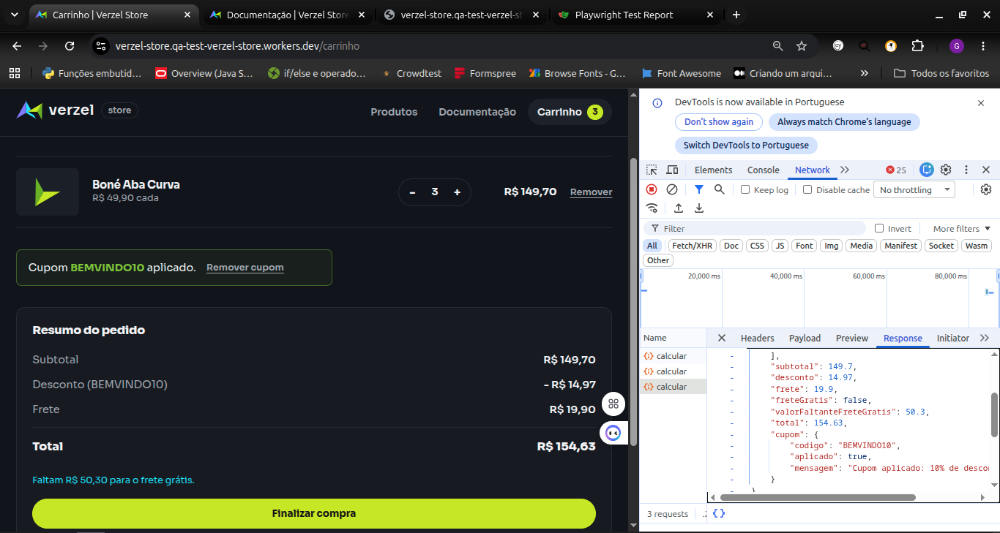 Carrinho | Verzel Store
Documentação | Verzel Store
verzel-store.qa-test-verzel-st
Playwright Test Report
verzel-store.qa-test-verzel-store.workers.dev/carrinho
G
Funções embutid…
Overview (Java S…
if/else e operado…
Crowdtest
Formspree
Browse Fonts - G…
Font Awesome
Criando um arqui…
Todos os favoritos
verzel store
Produtos
Documentação
Carrinho 3
Boné Aba Curva
R$ 49,90 cada
- 3 +
R$ 149,70
Remover
Cupom BEMVINDO10 aplicado. Remover cupom
Resumo do pedido
Subtotal R$ 149,70
Desconto (BEMVINDO10) - R$ 14,97
Frete R$ 19,90
Total R$ 154,63
Faltam R$ 50,30 para o frete grátis.
Finalizar compra
DevTools is now available in Portuguese
Don't show again
Always match Chrome's language
Switch DevTools to Portuguese
Elements Console Network 25
Keep log Disable cache No throttling
Filter Invert More filters
All Fetch/XHR Doc CSS JS Font Img Media Manifest Socket Wasm
Other
20,000 ms 40,000 ms 60,000 ms 80,000 ms
Name Headers Payload Preview Response Initiator
calcular
calcular
calcular
- ],
- "subtotal": 149.7,
- "desconto": 14.97,
- "frete": 19.9,
- "freteGratis": false,
- "valorFaltanteFreteGratis": 50.3,
- "total": 154.63,
- "cupom": {
- "codigo": "BEMVINDO10",
- "aplicado": true,
- "mensagem": "Cupom aplicado: 10% de descon
- }
- }
3 requests